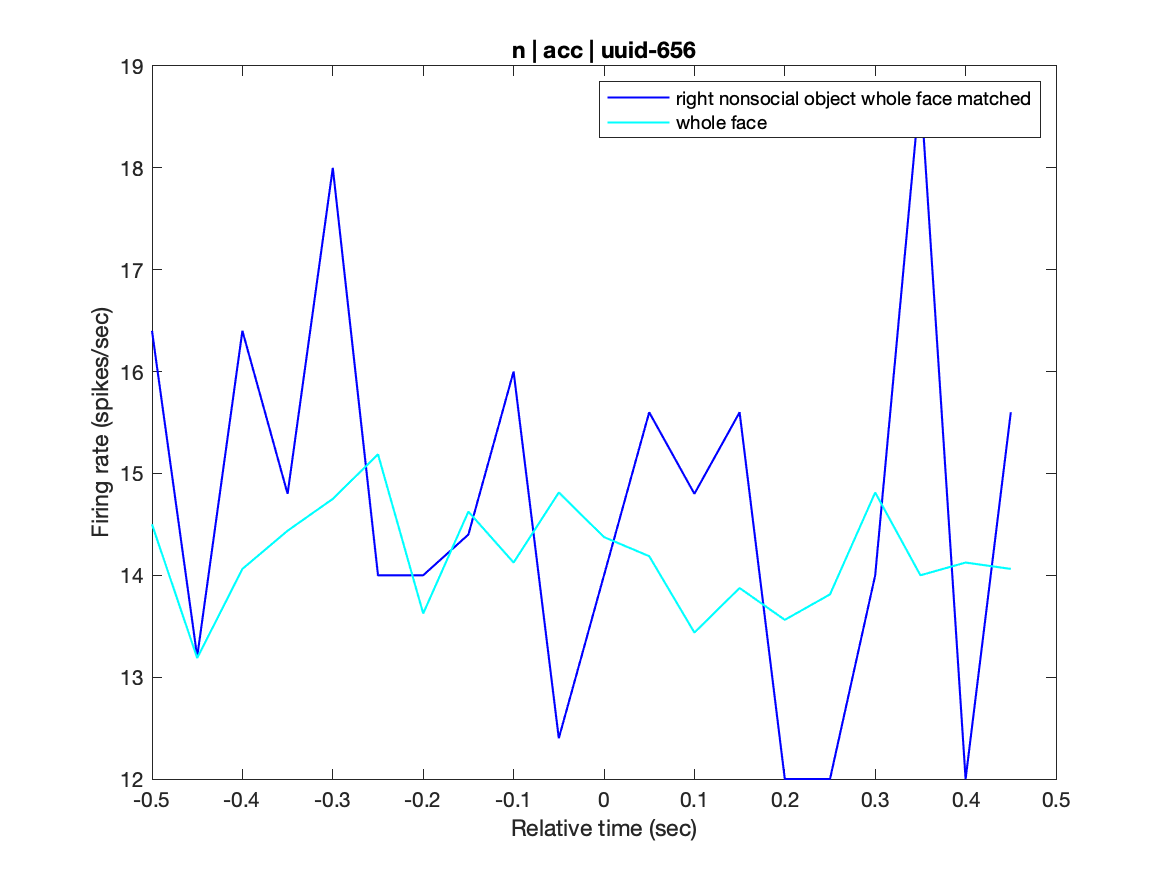 n | acc | uuid-656
19
right nonsocial object whole face matched
whole face
18
17
16
15
14
13
12
Firing rate (spikes/sec)
-0.5 -0.4 -0.3 -0.2 -0.1 0 0.1 0.2 0.3 0.4 0.5
Relative time (sec)